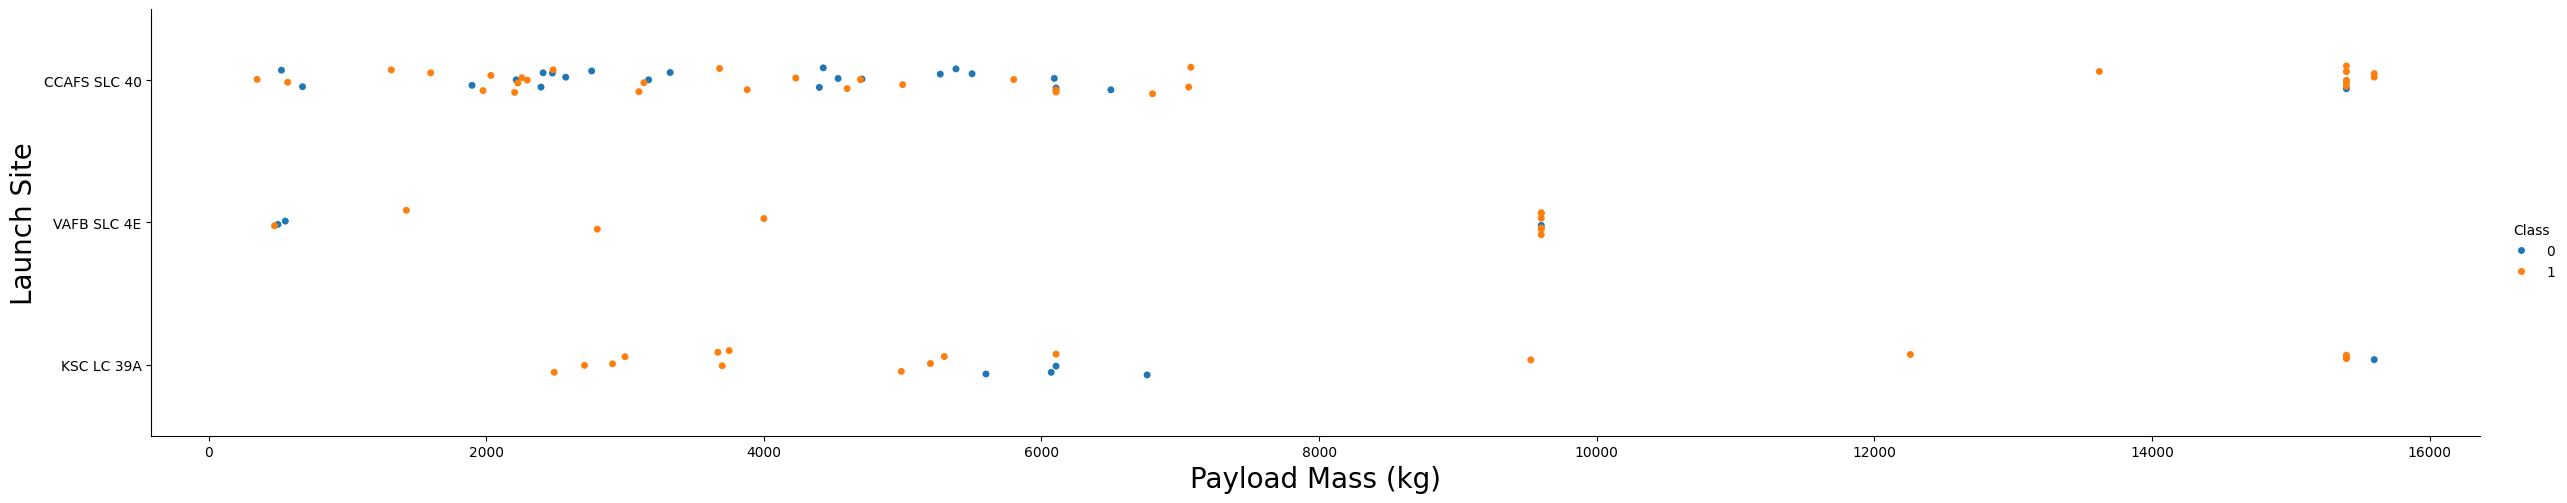 Launch Site
CCAFS SLC 40
VAFB SLC 4E
KSC LC 39A
0 2000 4000 6000 8000 10000 12000 14000 16000
Payload Mass (kg)
Class
0
1